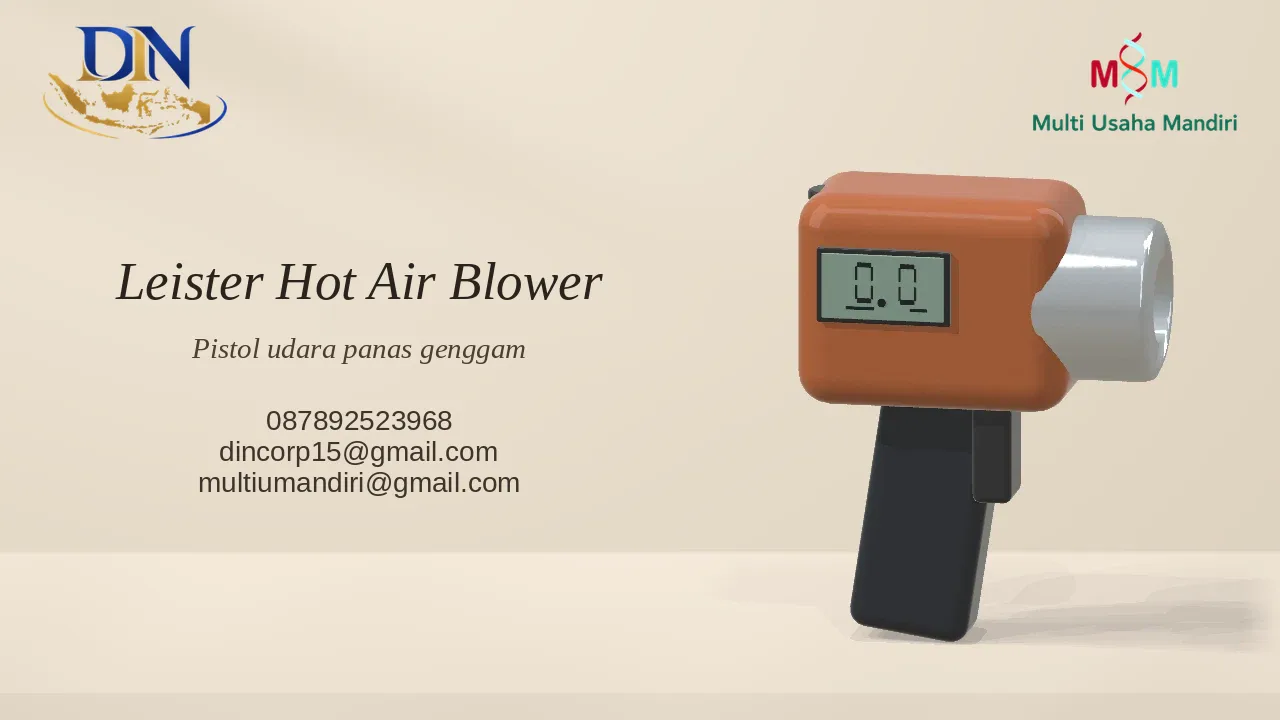 DIN
MSM
Multi Usaha Mandiri
Leister Hot Air Blower
Pistol udara panas genggam
087892523968
dincorp15@gmail.com
multiumandiri@gmail.com
0.0